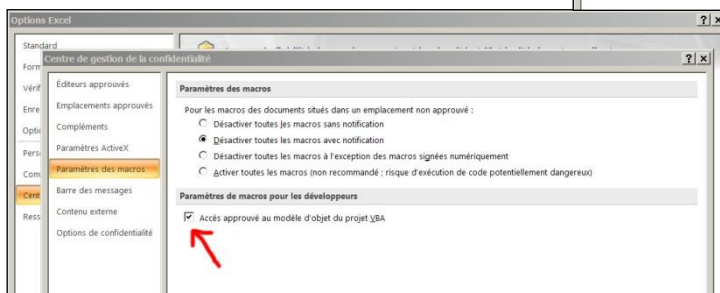 Options Excel
Standard
Centre de gestion de la confidentialité
Éditeurs approuvés
Emplacements approuvés
Compléments
Paramètres ActiveX
Paramètres des macros
Barre des messages
Contenu externe
Options de confidentialité
Paramètres des macros
Pour les macros des documents situés dans un emplacement non approuvé :
Désactiver toutes les macros sans notification
Désactiver toutes les macros avec notification
Désactiver toutes les macros à l'exception des macros signées numériquement
Activer toutes les macros (non recommandé ; risque d'exécution de code potentiellement dangereux)
Paramètres de macros pour les développeurs
Accès approuvé au modèle d'objet du projet VBA